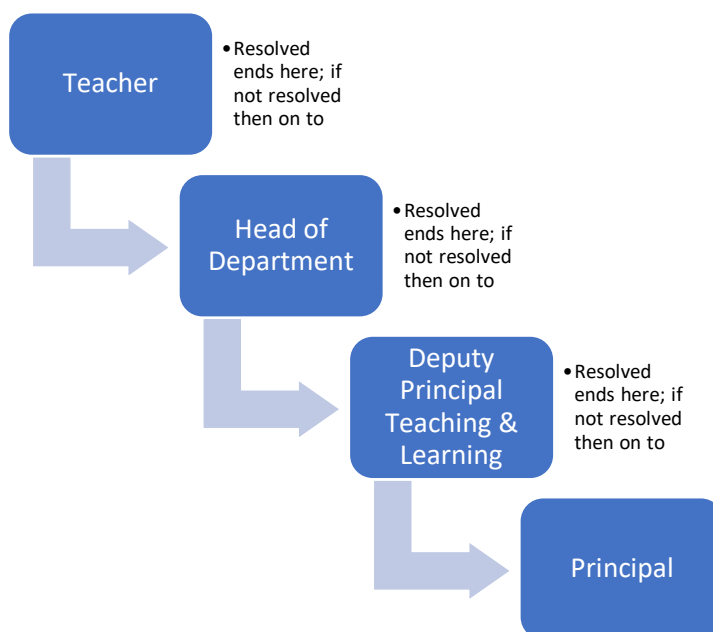 Teacher
•Resolved
ends here; if
not resolved
then on to
Head of
Department
•Resolved
ends here; if
not resolved
then on to
Deputy
Principal
Teaching &
Learning
•Resolved
ends here; if
not resolved
then on to
Principal